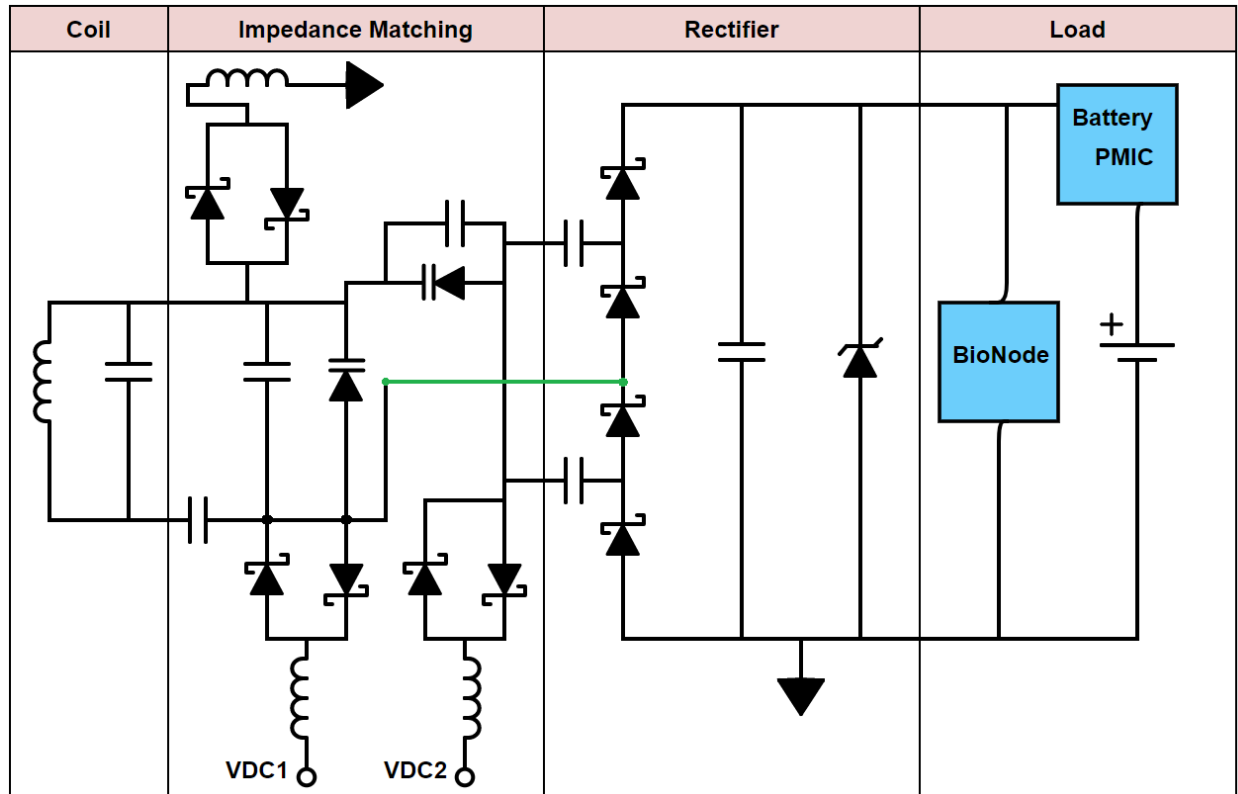 Coil
Impedance Matching
Rectifier
Load
Battery
PMIC
BioNode
+
VDC1
VDC2